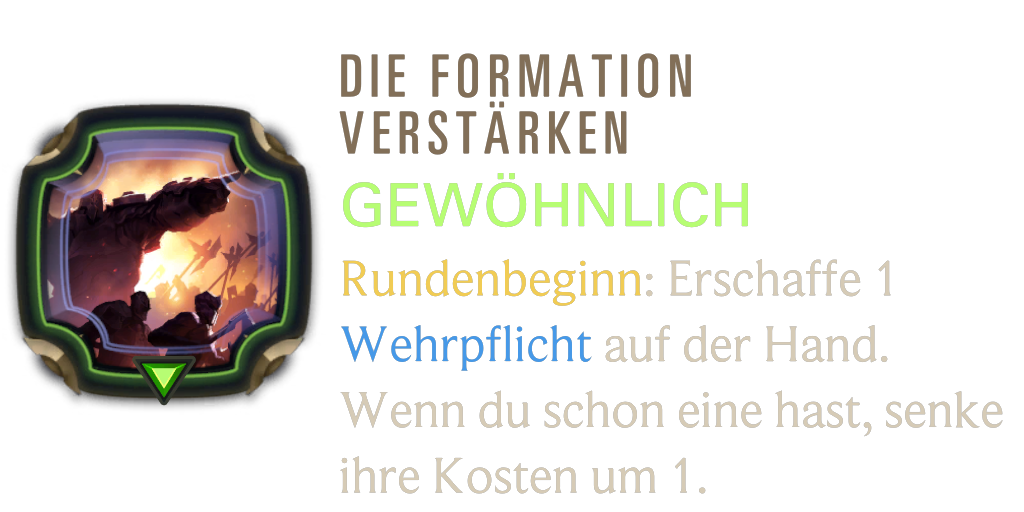 DIE FORMATION
VERSTÄRKEN
GEWÖHNLICH
Rundenbeginn: Erschaffe 1
Wehrpflicht auf der Hand.
Wenn du schon eine hast, senke
ihre Kosten um 1.